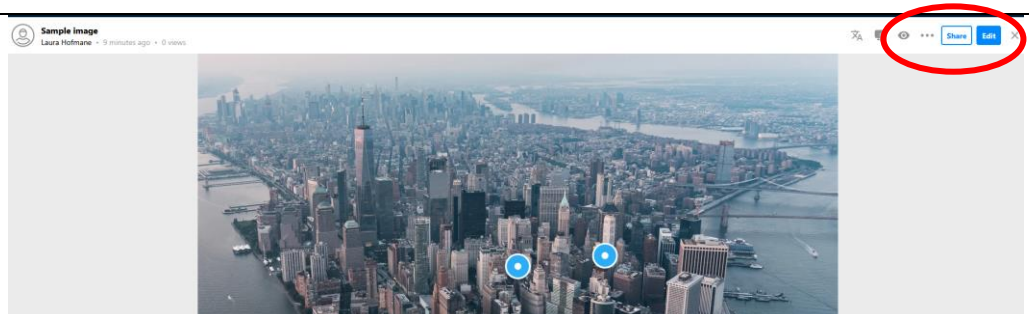 Sample image
Laura Hofmane • 9 minutes ago • 0 views
Share Edit